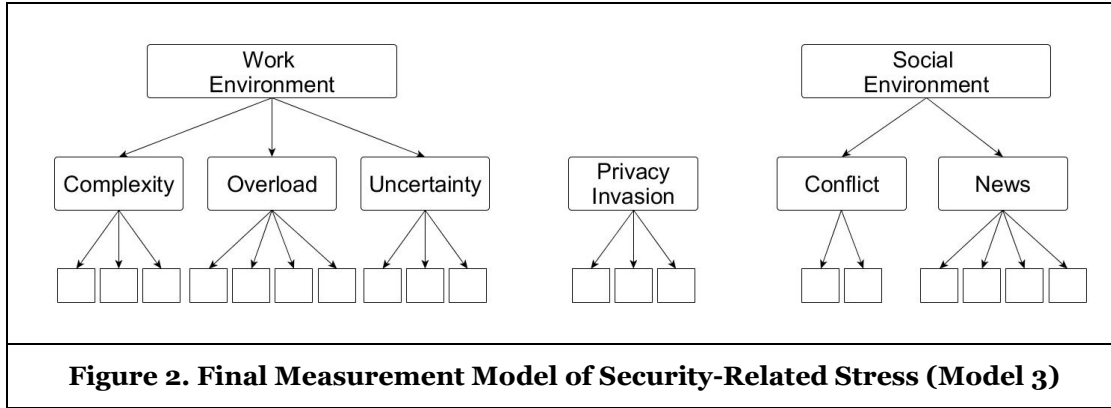 Work
Environment
Social
Environment
Complexity
Overload
Uncertainty
Privacy
Invasion
Conflict
News
Figure 2. Final Measurement Model of Security-Related Stress (Model 3)